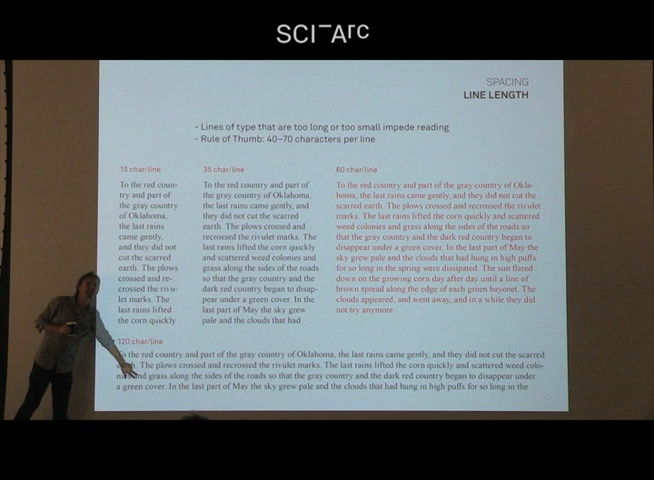 SCI-Arc
SPACING
LINE LENGTH
- Lines of type that are too long or too small impede reading
- Rule of Thumb: 40–70 characters per line
15 char/line
To the red coun-
try and part of
the gray country
of Oklahoma,
the last rains
came gently,
and they did not
cut the scarred
earth. The plows
crossed and re-
crossed the rivu-
let marks. The
last rains lifted
the corn quickly
35 char/line
To the red country and part of
the gray country of Oklahoma,
the last rains came gently, and
they did not cut the scarred
earth. The plows crossed and
recrossed the rivulet marks. The
last rains lifted the corn quickly
and scattered weed colonies and
grass along the sides of the roads
so that the gray country and the
dark red country began to disap-
pear under a green cover. In the
last part of May the sky grew
pale and the clouds that had
60 char/line
To the red country and part of the gray country of Okla-
homa, the last rains came gently, and they did not cut the
scarred earth. The plows crossed and recrossed the rivulet
marks. The last rains lifted the corn quickly and scattered
weed colonies and grass along the sides of the roads so
that the gray country and the dark red country began to
disappear under a green cover. In the last part of May the
sky grew pale and the clouds that had hung in high puffs
for so long in the spring were dissipated. The sun flared
down on the growing corn day after day until a line of
brown spread along the edge of each green bayonet. The
clouds appeared, and went away, and in a while they did
not try anymore.
120 char/line
To the red country and part of the gray country of Oklahoma, the last rains came gently, and they did not cut the scarred
earth. The plows crossed and recrossed the rivulet marks. The last rains lifted the corn quickly and scattered weed colo-
and grass along the sides of the roads so that the gray country and the dark red country began to disappear under
a green cover. In the last part of May the sky grew pale and the clouds that had hung in high puffs for so long in the